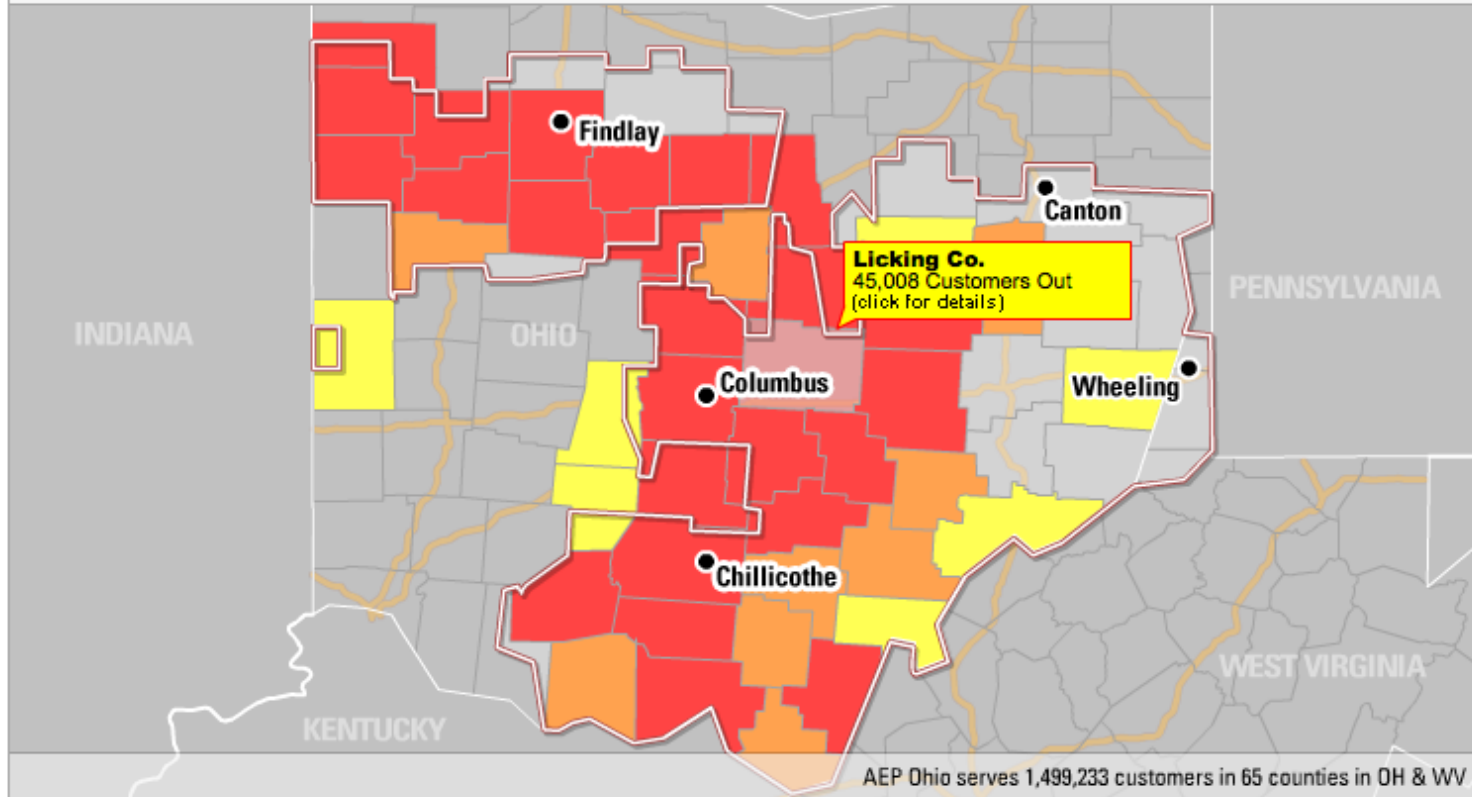 Findlay
Canton
Licking Co.
45,008 Customers Out
(click for details)
PENNSYLVANIA
INDIANA
OHIO
Columbus
Wheeling
Chillicothe
WEST VIRGINIA
KENTUCKY
AEP Ohio serves 1,499,233 customers in 65 counties in OH & WV